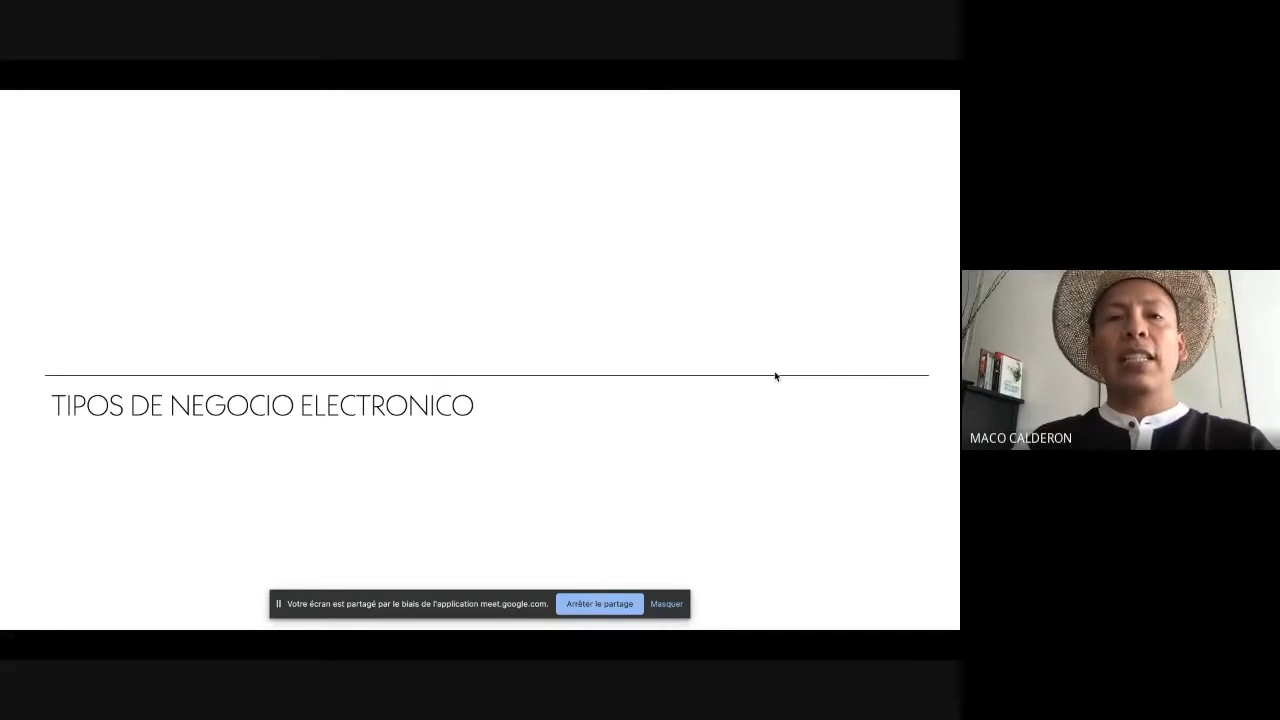 TIPOS DE NEGOCIO ELECTRONICO
Votre écran est partagé par le biais de l'application meet.google.com. Arrêter le partage Masquer
MACO CALDERON